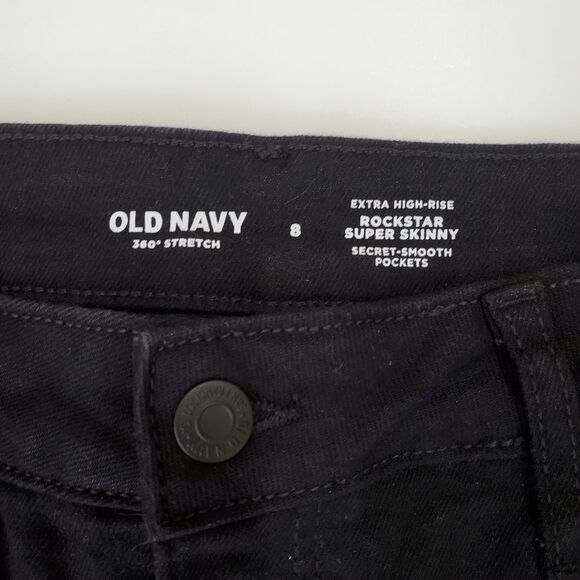 OLD NAVY
360° STRETCH
8
EXTRA HIGH-RISE
ROCKSTAR
SUPER SKINNY
SECRET-SMOOTH
POCKETS